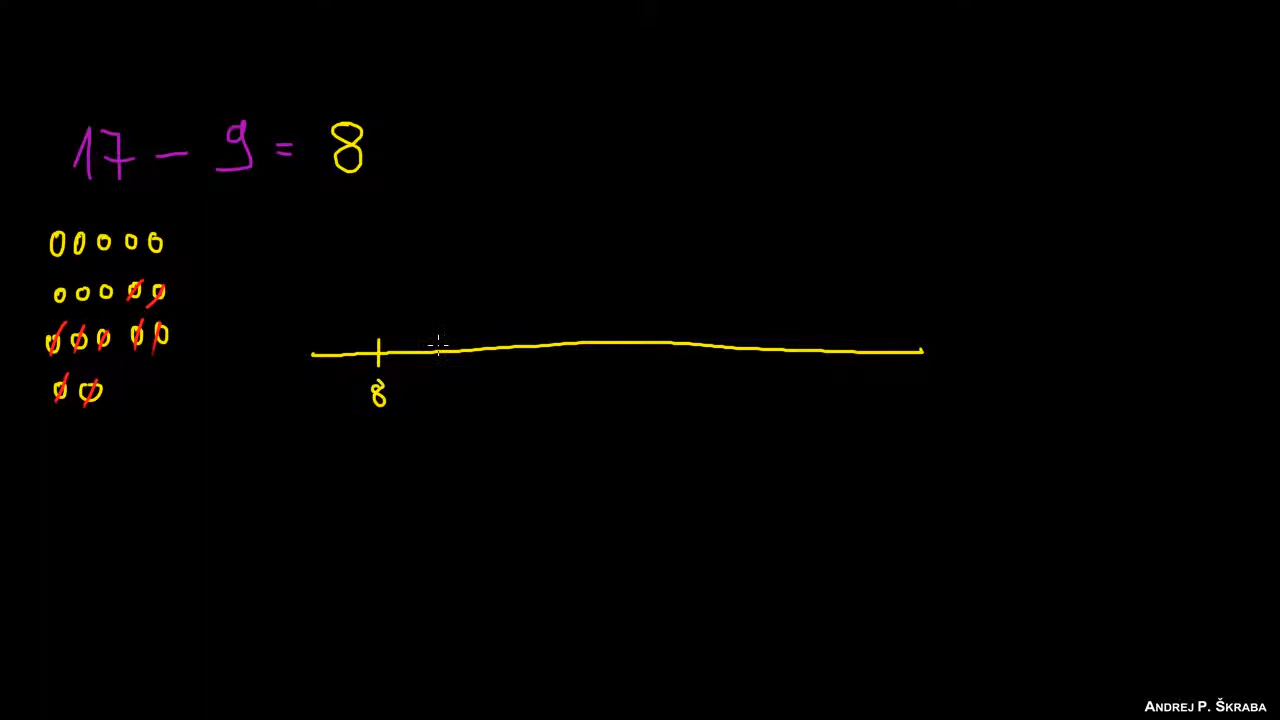 17 - 9 = 8
8
ANDREJ P. ŠKRABA